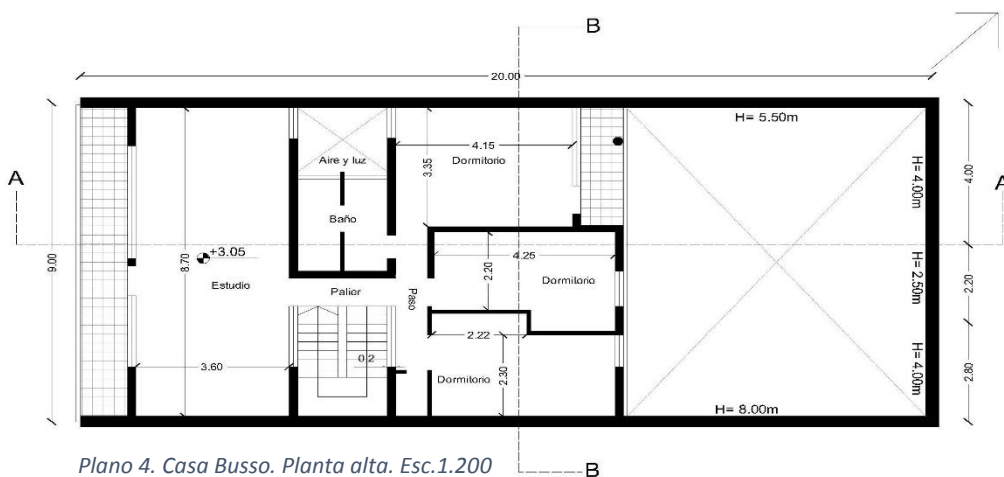 B
20.00
H= 5.50m
4.15
Aire y luz
Dormitorio
3.35
H= 4.00m
4.00
A
A
Baño
9.00
8.70
+3.05
2.20
4.25
H= 2.50m
2.20
Estudio
Palier
Paso
Dormitorio
2.22
0.2
3.60
Dormitorio
2.30
H= 4.00m
2.80
H= 8.00m
Plano 4. Casa Busso. Planta alta. Esc.1.200
B